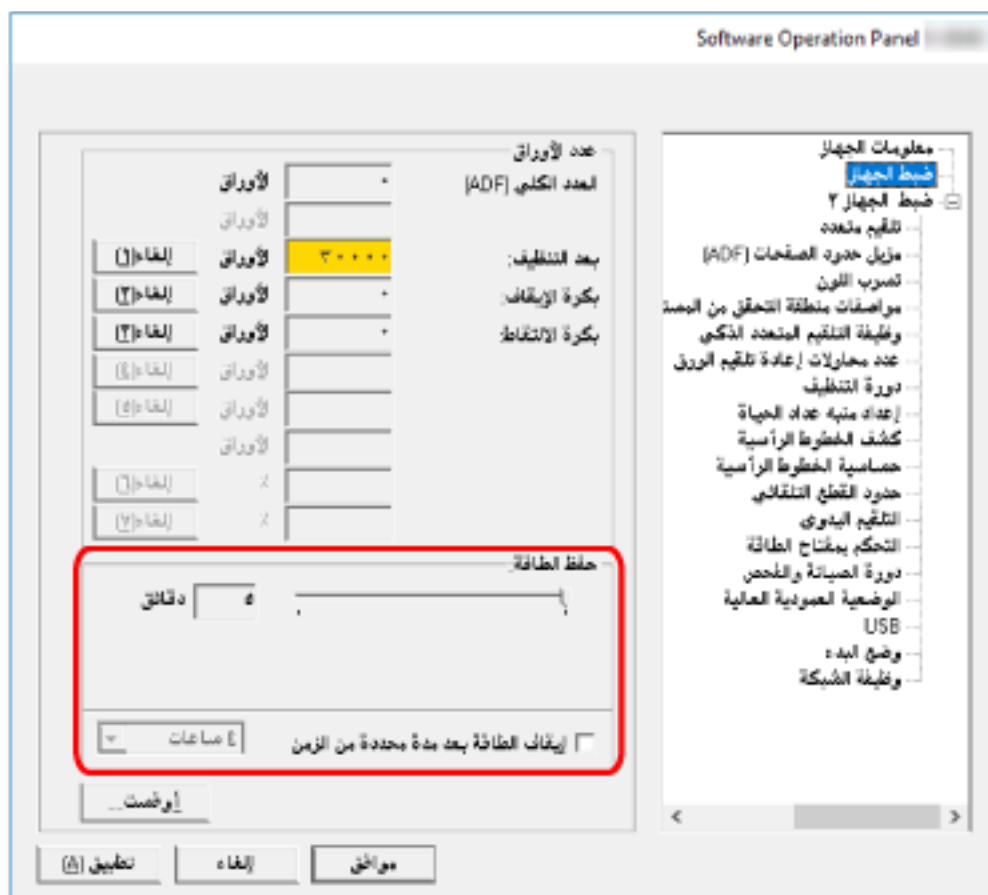 Software Operation Panel
معلومات الجهاز
ضبط الجهاز
ضبط الجهاز ٢
تلقيم متعدد
مزيل حدود الصفحات (ADF)
تسرب اللون
مواصفات منطقة التحقق من المست
وظيفة التلقيم المتعدد الذكي
عدد محاولات إعادة تلقيم الورق
دورة التنظيف
إعداد منبه عداد الحياة
كشف الخطوط الرأسية
حساسية الخطوط الرأسية
حدود القطع التلقائي
التلقيم اليدوي
التحكم بمفتاح الطاقة
دورة الصيانة والفحص
الوضعية العمودية العالية
USB
وضع البدء
وظيفة الشبكة
عدد الأوراق
العدد الكلي (ADF) ٠ الأوراق
الأوراق
بعد التنظيف: ٣٠٠٠٠ الأوراق إلغاء(١)
بكرة الإيقاف: ٠ الأوراق إلغاء(٢)
بكرة الالتقاط: ٠ الأوراق إلغاء(٣)
الأوراق إلغاء(٤)
الأوراق إلغاء(٥)
الأوراق
٪ إلغاء(٦)
٪ إلغاء(٧)
حفظ الطاقة
٥ دقائق
إيقاف الطاقة بعد مدة محددة من الزمن ٤ ساعات
موافق إلغاء تطبيق (A)